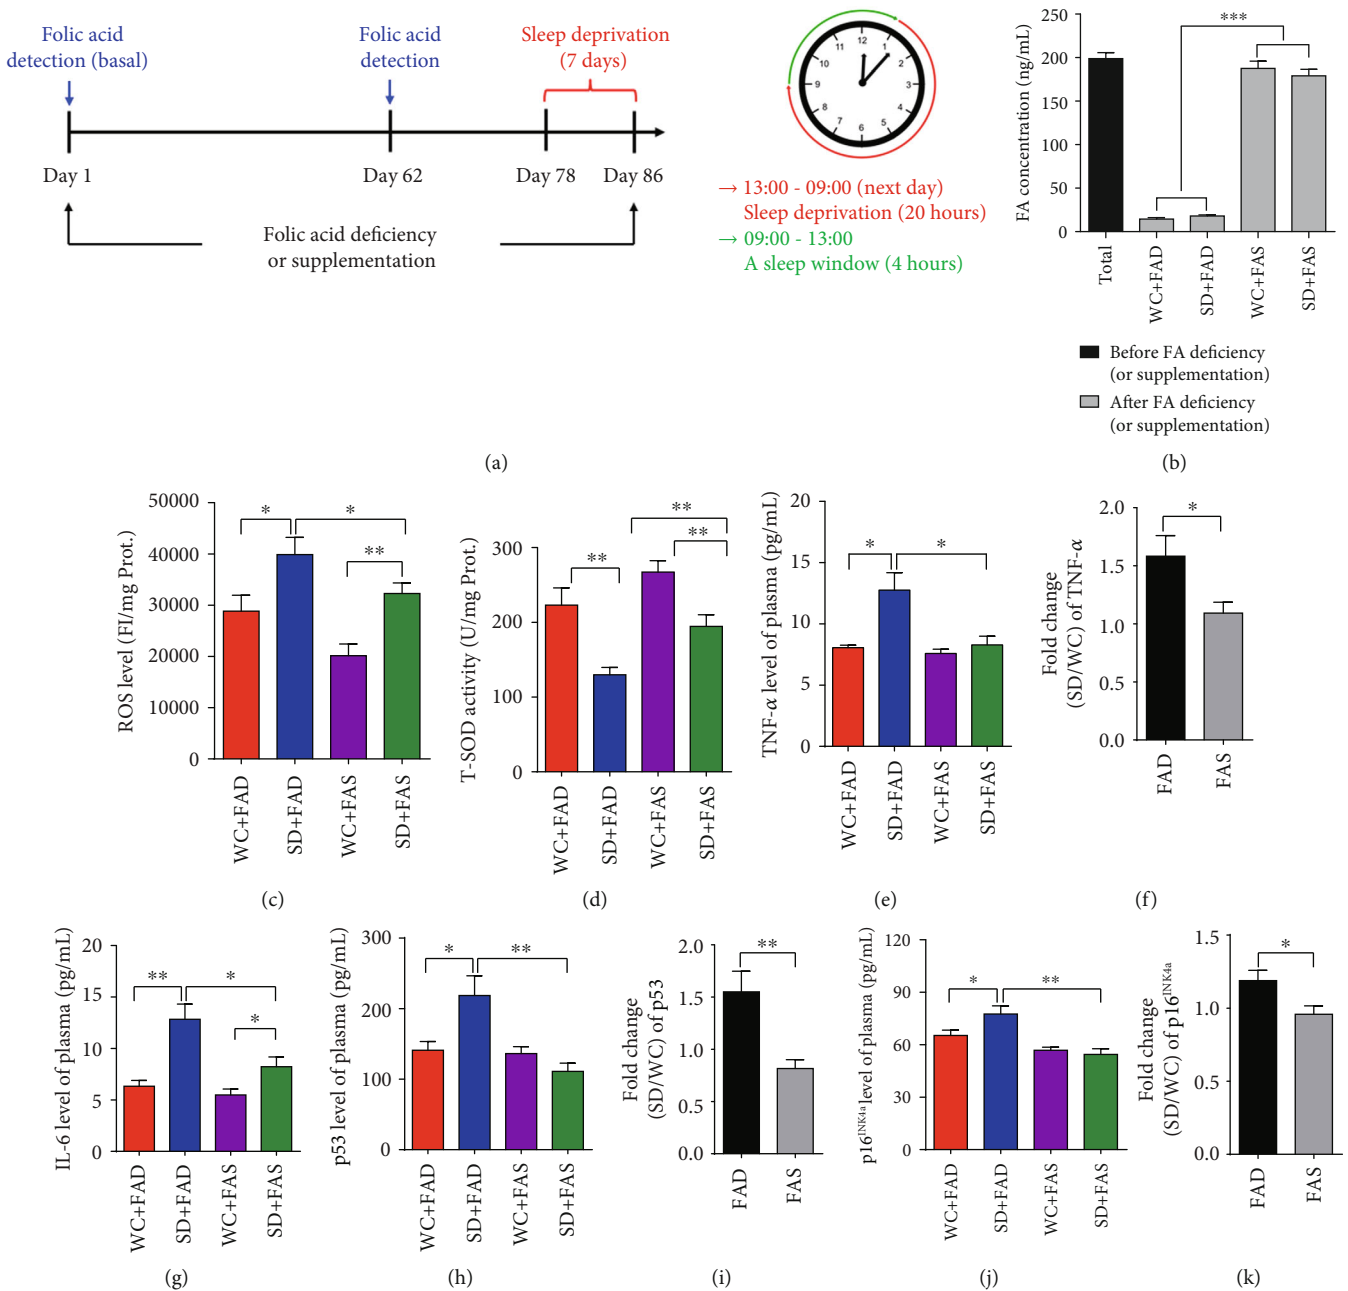 Folic acid
detection (basal)
Folic acid
detection
Sleep deprivation
(7 days)
Day 1
Day 62
Day 78
Day 86
Folic acid deficiency
or supplementation
12
1
2
3
4
5
6
7
8
9
10
11
→ 13:00 - 09:00 (next day)
Sleep deprivation (20 hours)
→ 09:00 - 13:00
A sleep window (4 hours)
(a)
FA concentration (ng/mL)
250
200
150
100
50
0
***
Total
WC+FAD
SD+FAD
WC+FAS
SD+FAS
Before FA deficiency
(or supplementation)
After FA deficiency
(or supplementation)
(b)
ROS level (FI/mg Prot.)
50000
40000
30000
20000
10000
0
*
*
**
WC+FAD
SD+FAD
WC+FAS
SD+FAS
(c)
T-SOD activity (U/mg Prot.)
300
200
100
0
**
**
**
WC+FAD
SD+FAD
WC+FAS
SD+FAS
(d)
TNF-α level of plasma (pg/mL)
20
15
10
5
0
*
*
WC+FAD
SD+FAD
WC+FAS
SD+FAS
(e)
Fold change
(SD/WC) of TNF-α
2.0
1.5
1.0
1.5
0.0
*
FAD
FAS
(f)
IL-6 level of plasma (pg/mL)
20
15
10
5
0
**
*
*
WC+FAD
SD+FAD
WC+FAS
SD+FAS
(g)
p53 level of plasma (pg/mL)
300
200
100
0
*
**
WC+FAD
SD+FAD
WC+FAS
SD+FAS
(h)
Fold change
(SD/WC) of p53
2.0
1.5
1.0
0.0
**
FAD
FAS
(i)
p16INK4a level of plasma (pg/mL)
120
90
60
30
0
*
**
WC+FAD
SD+FAD
WC+FAS
SD+FAS
(j)
Fold change
(SD/WC) of p16INK4a
1.5
1.0
0.5
0.0
*
FAD
FAS
(k)